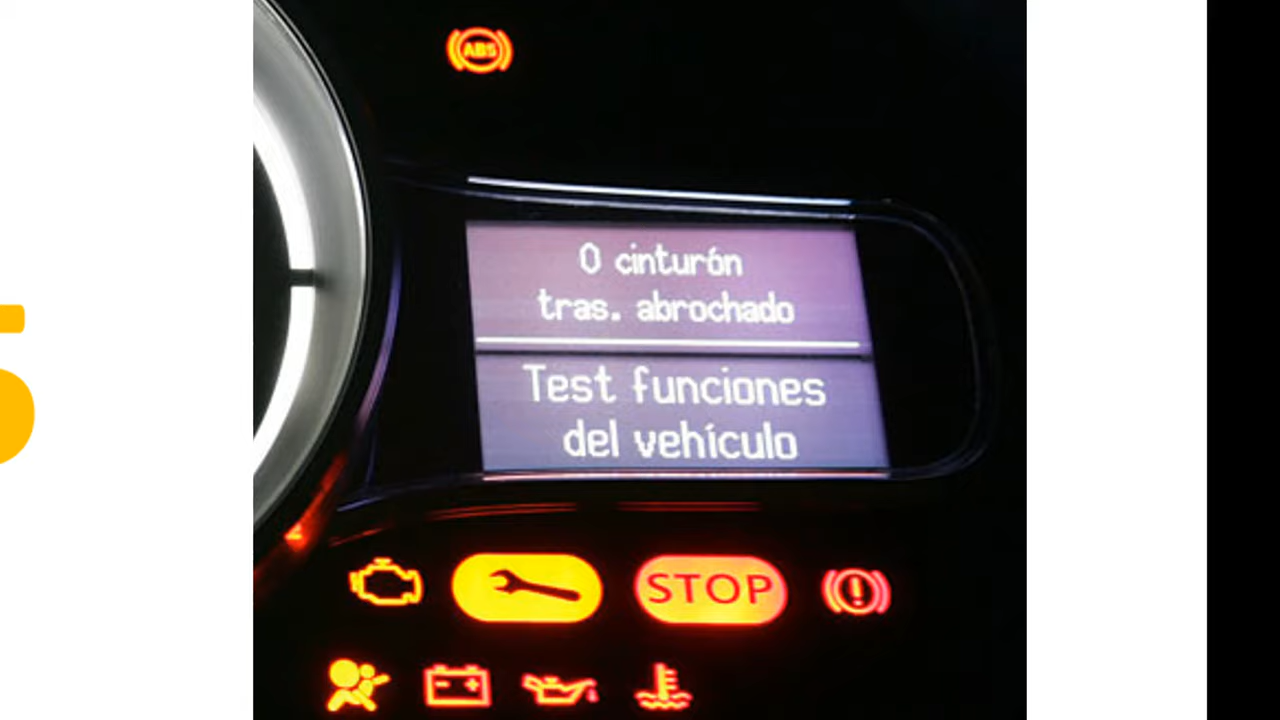 ABS
0 cinturón
tras. abrochado
Test funciones
del vehículo
STOP